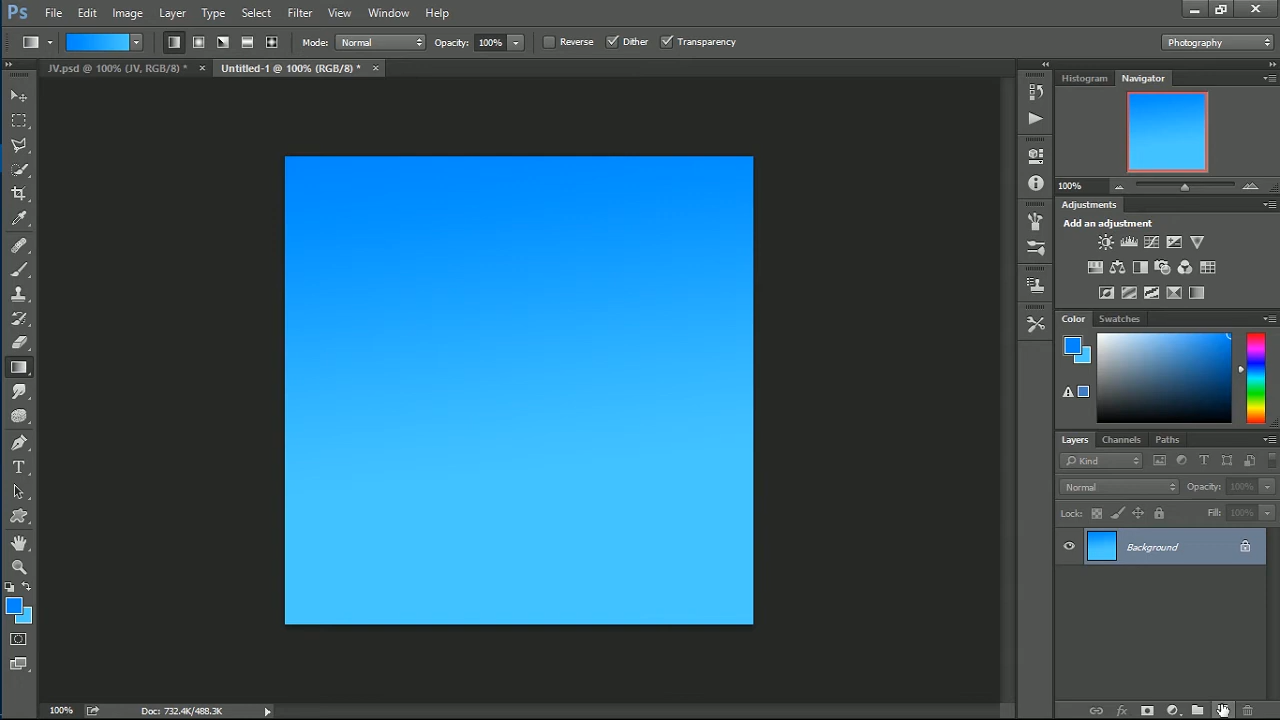 Ps File Edit Image Layer Type Select Filter View Window Help
Mode: Normal Opacity: 100% Reverse Dither Transparency Photography
JV.psd @ 100% (JV, RGB/8) * × Untitled-1 @ 100% (RGB/8) * ×
Histogram Navigator
100%
Adjustments
Add an adjustment
Color Swatches
Layers Channels Paths
Kind
Normal Opacity: 100%
Lock: Fill: 100%
Background
T
100% Doc: 732.4K/488.3K